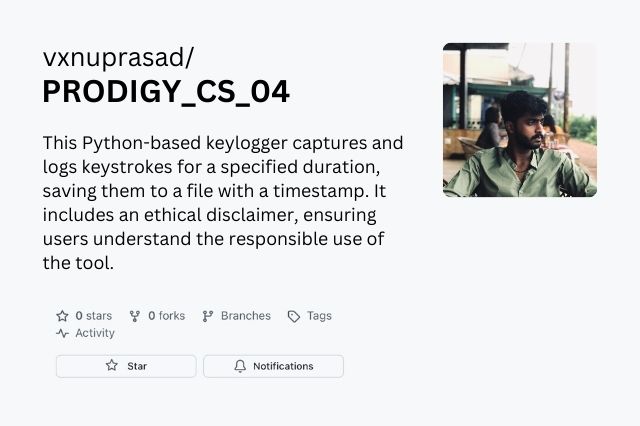 vxnuprasad/
PRODIGY_CS_04
This Python-based keylogger captures and
logs keystrokes for a specified duration,
saving them to a file with a timestamp. It
includes an ethical disclaimer, ensuring
users understand the responsible use of
the tool.
0 stars 0 forks Branches Tags
Activity
Star Notifications